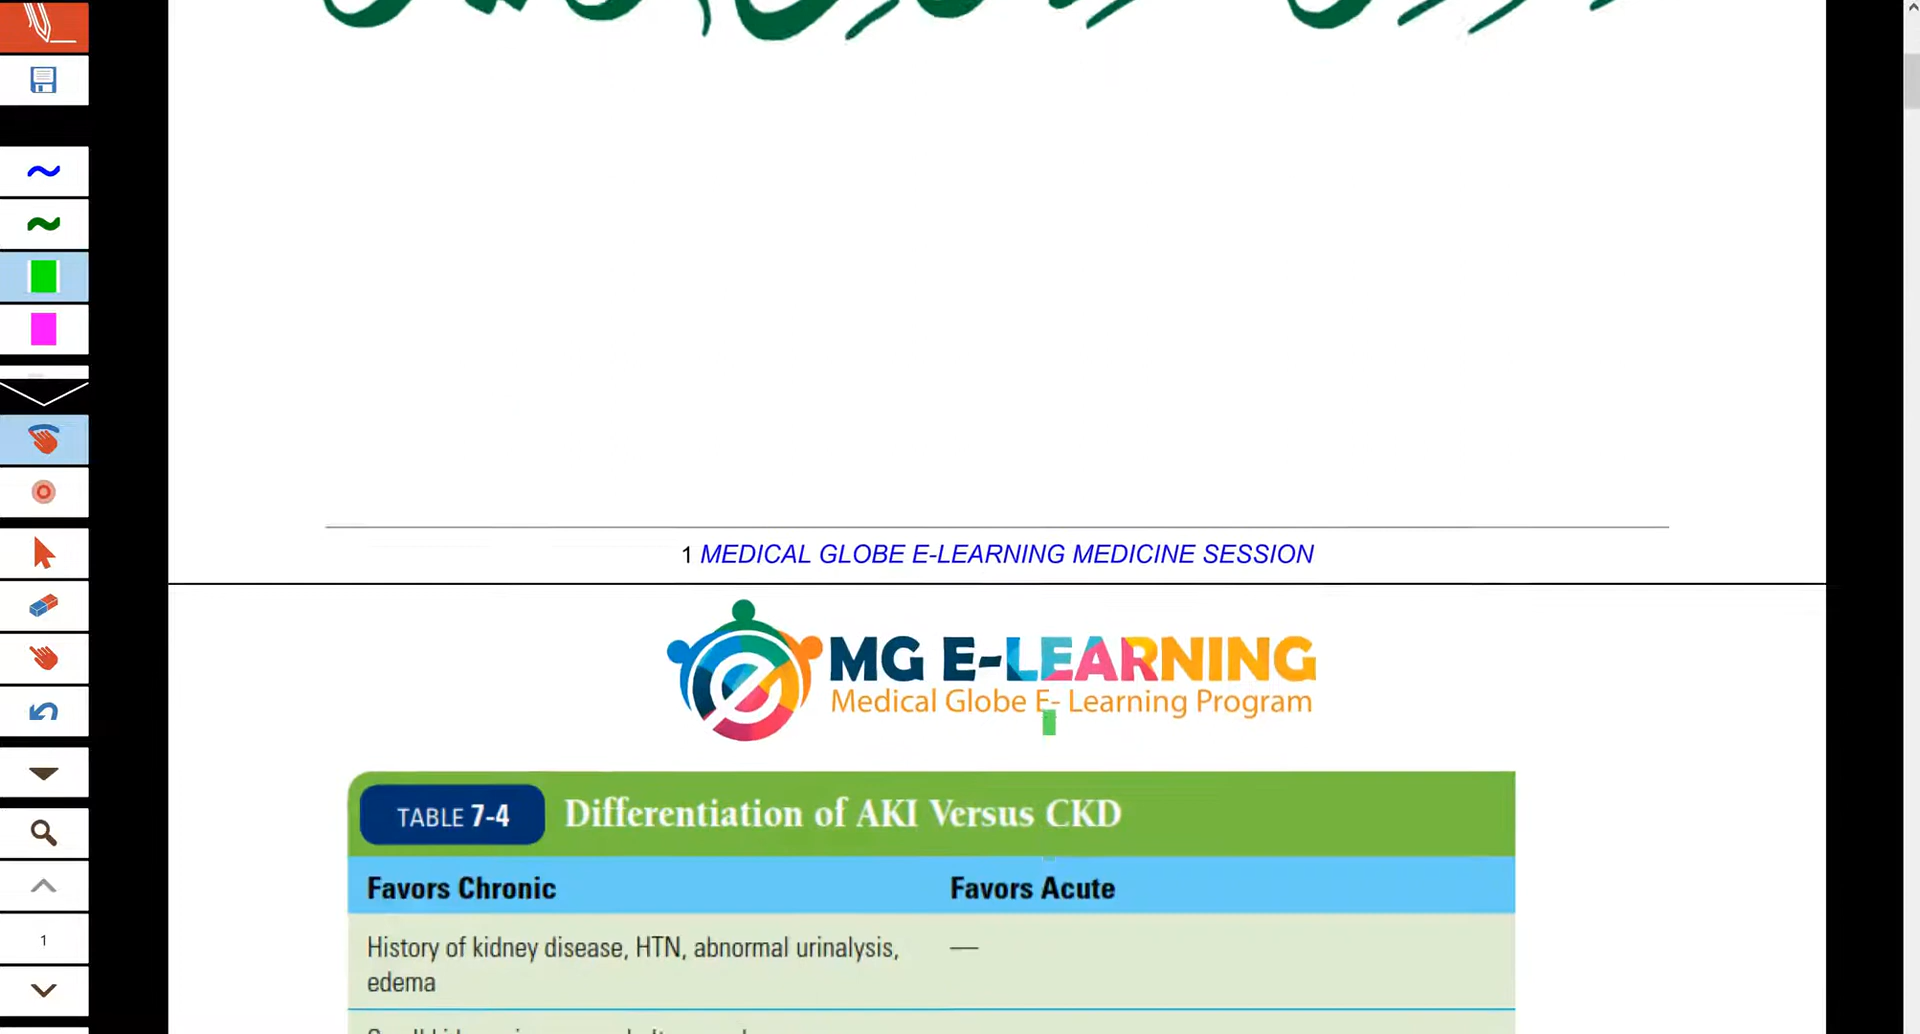 1 MEDICAL GLOBE E-LEARNING MEDICINE SESSION
MG E-LEARNING
Medical Globe E- Learning Program
TABLE 7-4 Differentiation of AKI Versus CKD
Favors Chronic Favors Acute
History of kidney disease, HTN, abnormal urinalysis, —
edema
1